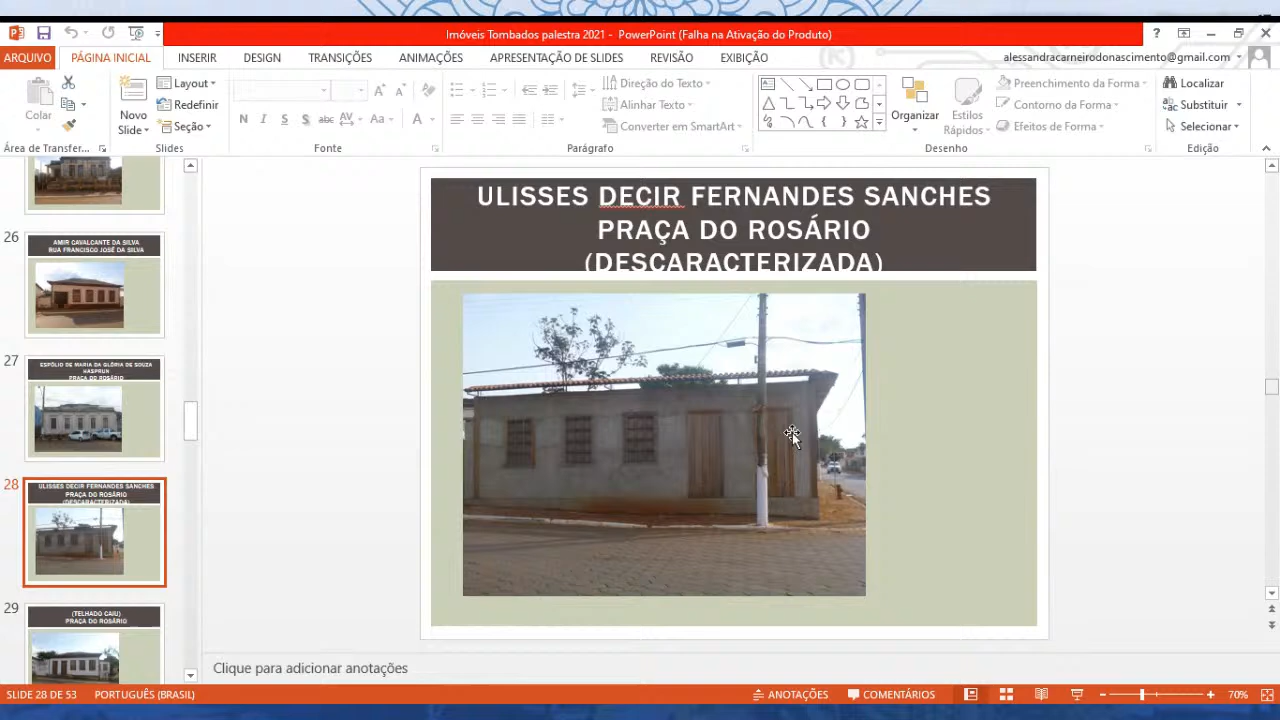 Imóveis Tombados palestra 2021 - PowerPoint (Falha na Ativação do Produto)
ARQUIVO PÁGINA INICIAL INSERIR DESIGN TRANSIÇÕES ANIMAÇÕES APRESENTAÇÃO DE SLIDES REVISÃO EXIBIÇÃO alessandracarneirodonascimento@gmail.com
Colar
Novo Slide
Layout
Redefinir
Seção
Direção do Texto
Alinhar Texto
Converter em SmartArt
Organizar
Estilos Rápidos
Preenchimento da Forma
Contorno da Forma
Efeitos de Forma
Localizar
Substituir
Selecionar
Área de Transfer... Slides Fonte Parágrafo Desenho Edição
26
AMIR CAVALCANTE DA SILVA
RUA FRANCISCO JOSÉ DA SILVA
27
ESPÓLIO DE MARIA DA GLÓRIA DE SOUZA
HASPRUN
PRAÇA DO ROSÁRIO
28
ULISSES DECIR FERNANDES SANCHES
PRAÇA DO ROSÁRIO
(DESCARACTERIZADA)
29
(TELHADO CAIU)
PRAÇA DO ROSÁRIO
ULISSES DECIR FERNANDES SANCHES
PRAÇA DO ROSÁRIO
(DESCARACTERIZADA)
Clique para adicionar anotações
SLIDE 28 DE 53 PORTUGUÊS (BRASIL) ANOTAÇÕES COMENTÁRIOS 70%